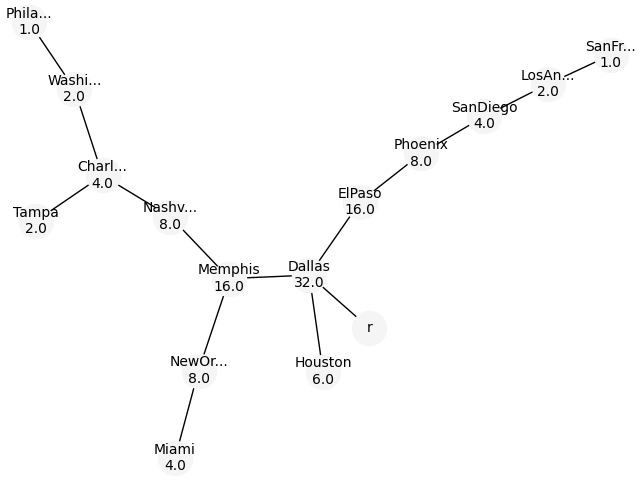 Phila...
1.0
SanFr...
1.0
Washi...
2.0
LosAn...
2.0
SanDiego
4.0
Phoenix
8.0
Charl...
4.0
ElPaso
16.0
Tampa
2.0
Nashv...
8.0
Memphis
16.0
Dallas
32.0
r
NewOr...
8.0
Houston
6.0
Miami
4.0